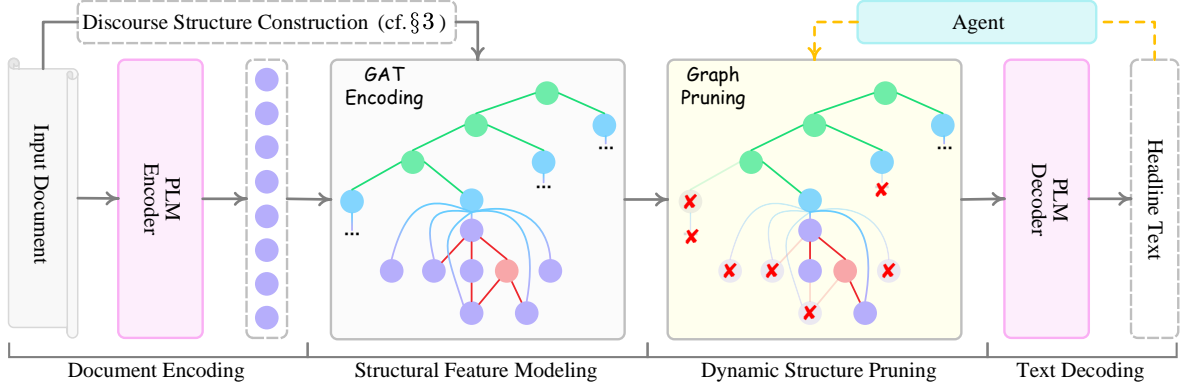 Discourse Structure Construction (cf. §3 )
Agent
Input Document
PLM
Encoder
GAT
Encoding
...
...
...
Graph
Pruning
...
PLM
Decoder
Headline Text
Document Encoding
Structural Feature Modeling
Dynamic Structure Pruning
Text Decoding